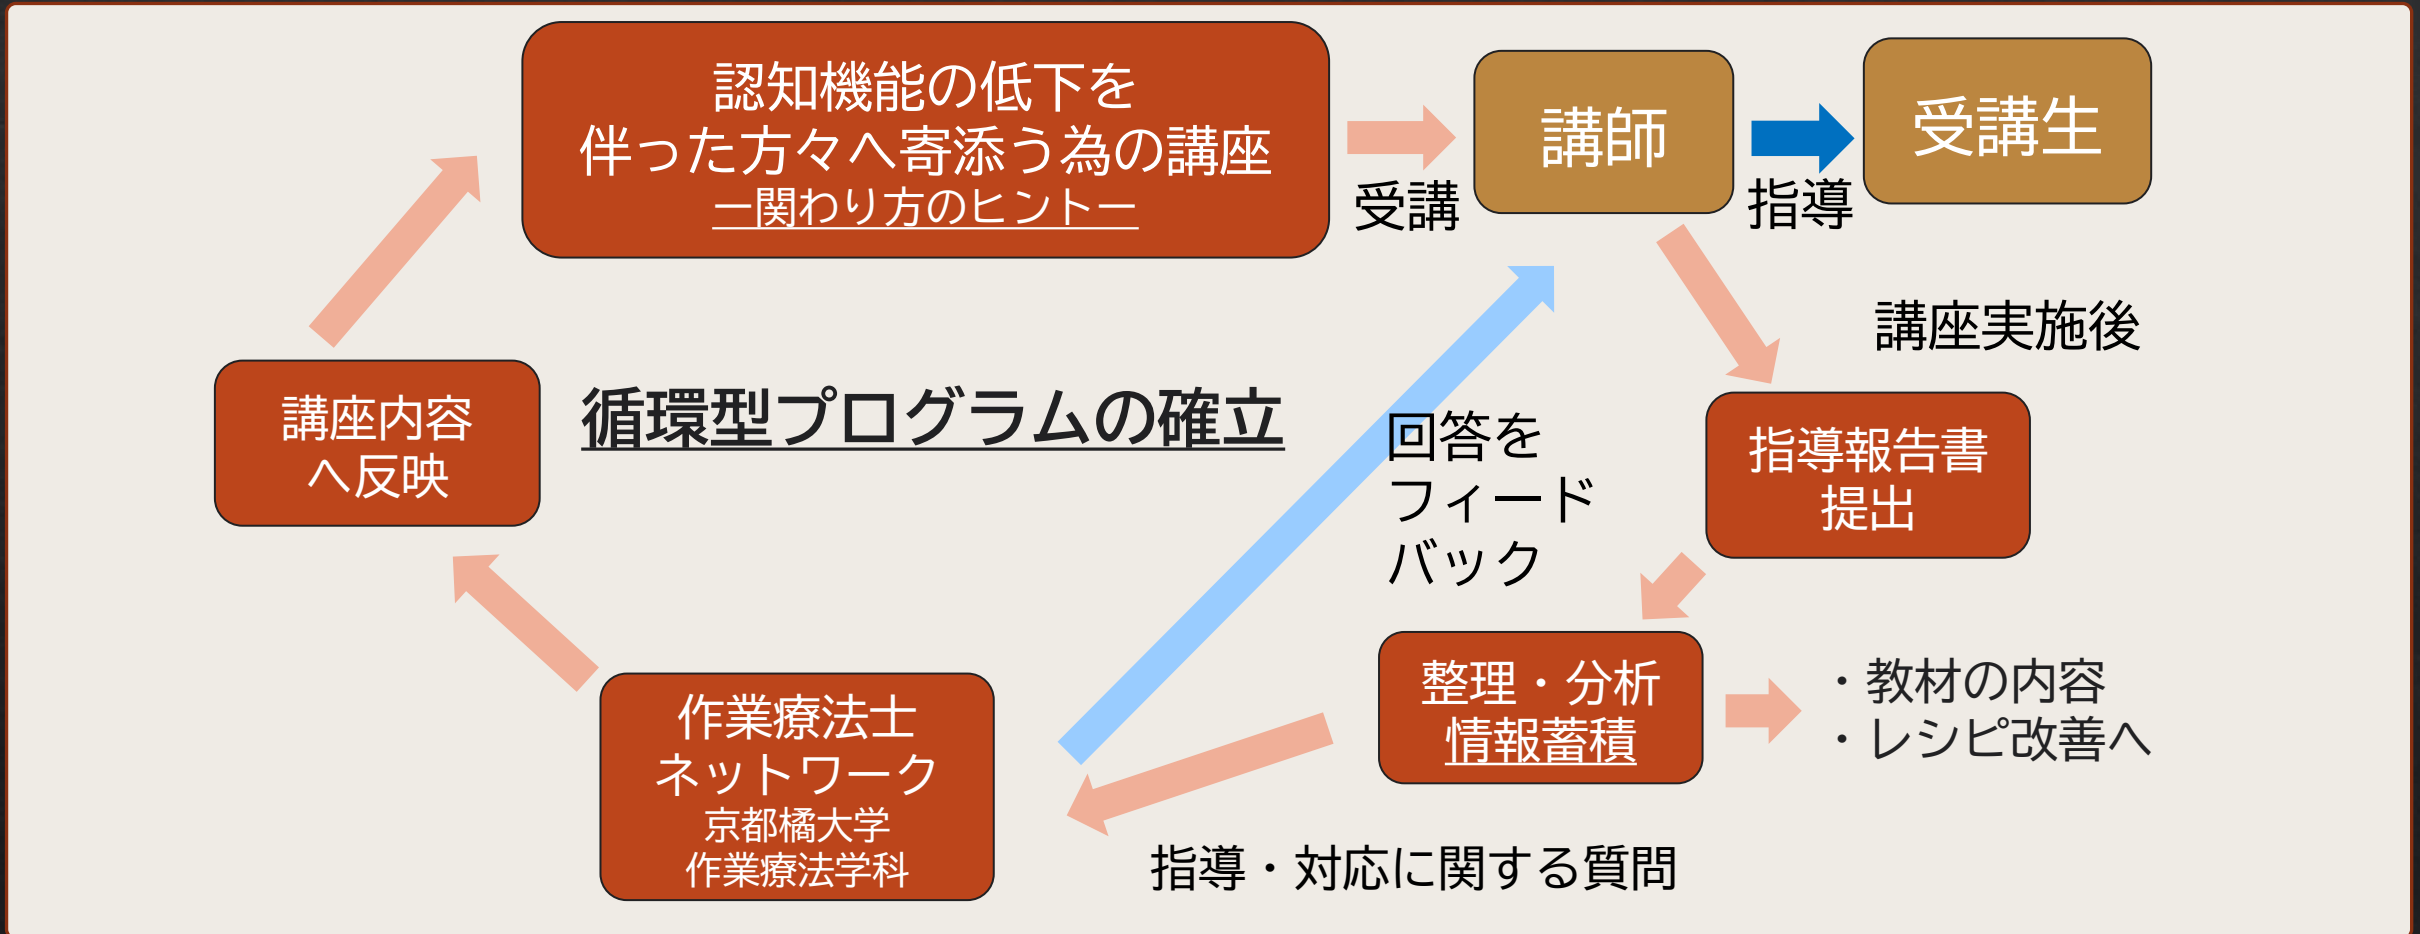 認知機能の低下を
伴った方々へ寄添う為の講座
ー関わり方のヒントー
受講
講師
指導
受講生
講座実施後
講座内容
へ反映
循環型プログラムの確立
回答を
フィード
バック
指導報告書
提出
整理・分析
情報蓄積
・教材の内容
・レシピ改善へ
作業療法士
ネットワーク
京都橘大学
作業療法学科
指導・対応に関する質問